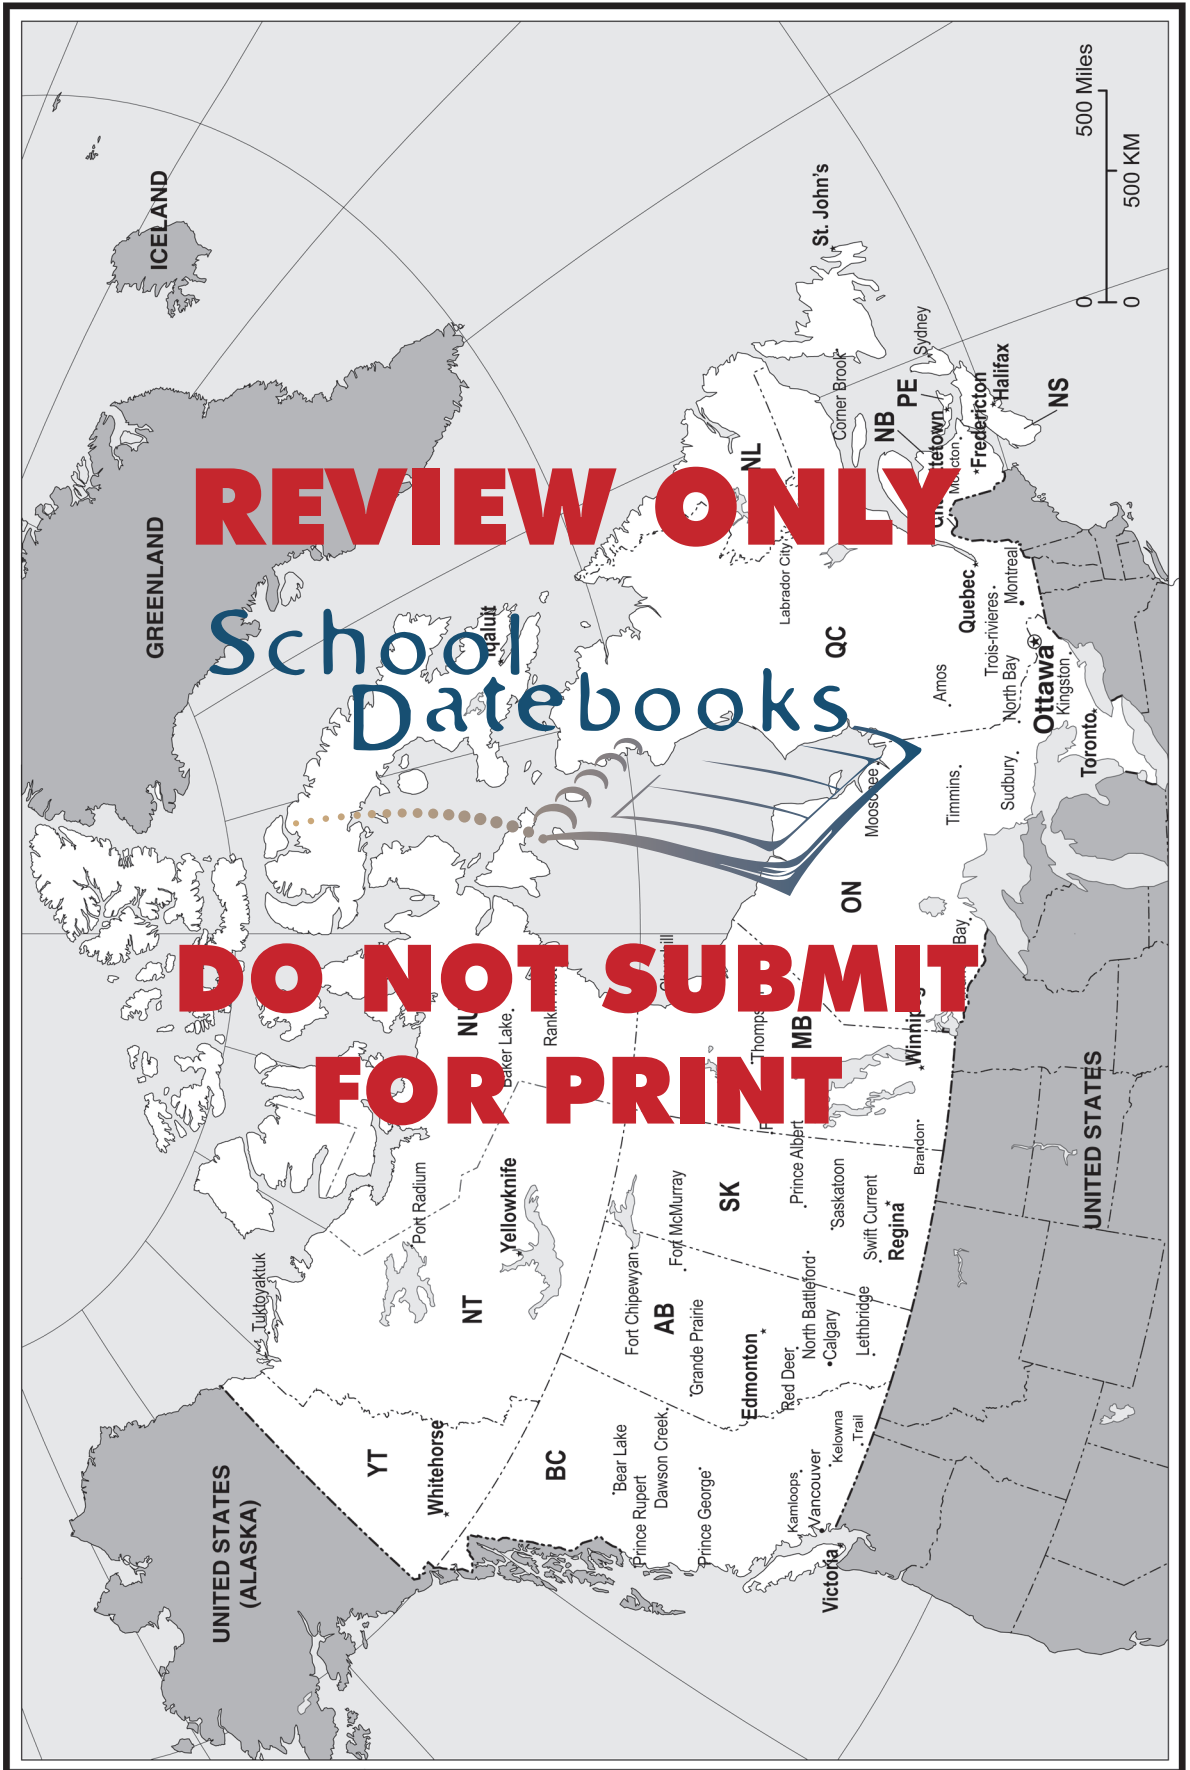 REVIEW ONLY
School
Datebooks
DO NOT SUBMIT
FOR PRINT
ICELAND
GREENLAND
UNITED STATES
(ALASKA)
UNITED STATES
500 Miles
500 KM
0
0
St. John's
Corner Brook
Sydney
PE
NB
Halifax
NS
Fredericton
NL
Labrador City
QC
Quebec
Trois-rivieres
Montreal
Amos
North Bay
Ottawa
Kingston
Toronto
Sudbury
Timmins
Moosonee
ON
Bay
Iqaluit
NU
Baker Lake
MB
Winnipeg
Brandon
Port Radium
Yellowknife
Tuktoyaktuk
NT
Fort McMurray
Fort Chipewyan
SK
Prince Albert
Saskatoon
Swift Current
Regina
North Battleford
AB
Grande Prairie
Edmonton
Red Deer
Calgary
Lethbridge
YT
Whitehorse
BC
Bear Lake
Prince Rupert
Dawson Creek
Prince George
Kamloops
Vancouver
Kelowna
Trail
Victoria